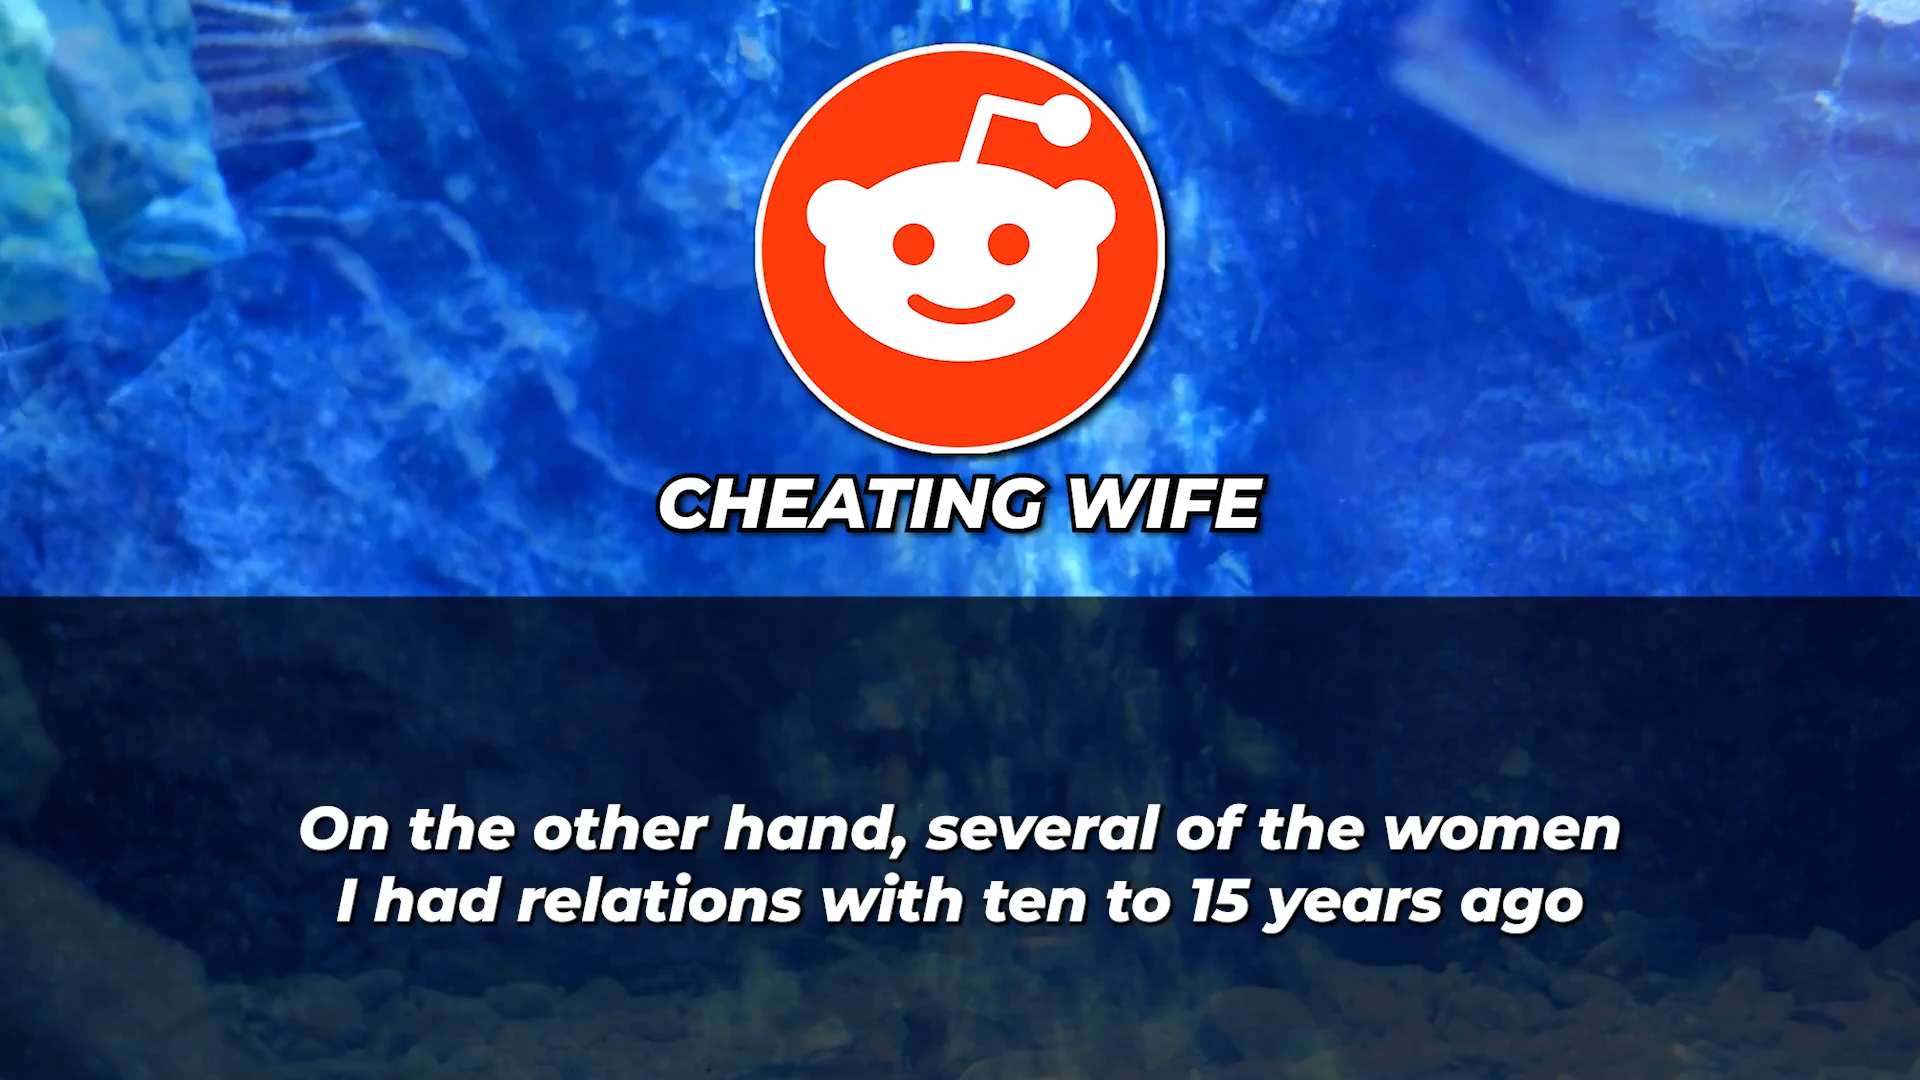 CHEATING WIFE
On the other hand, several of the women
I had relations with ten to 15 years ago